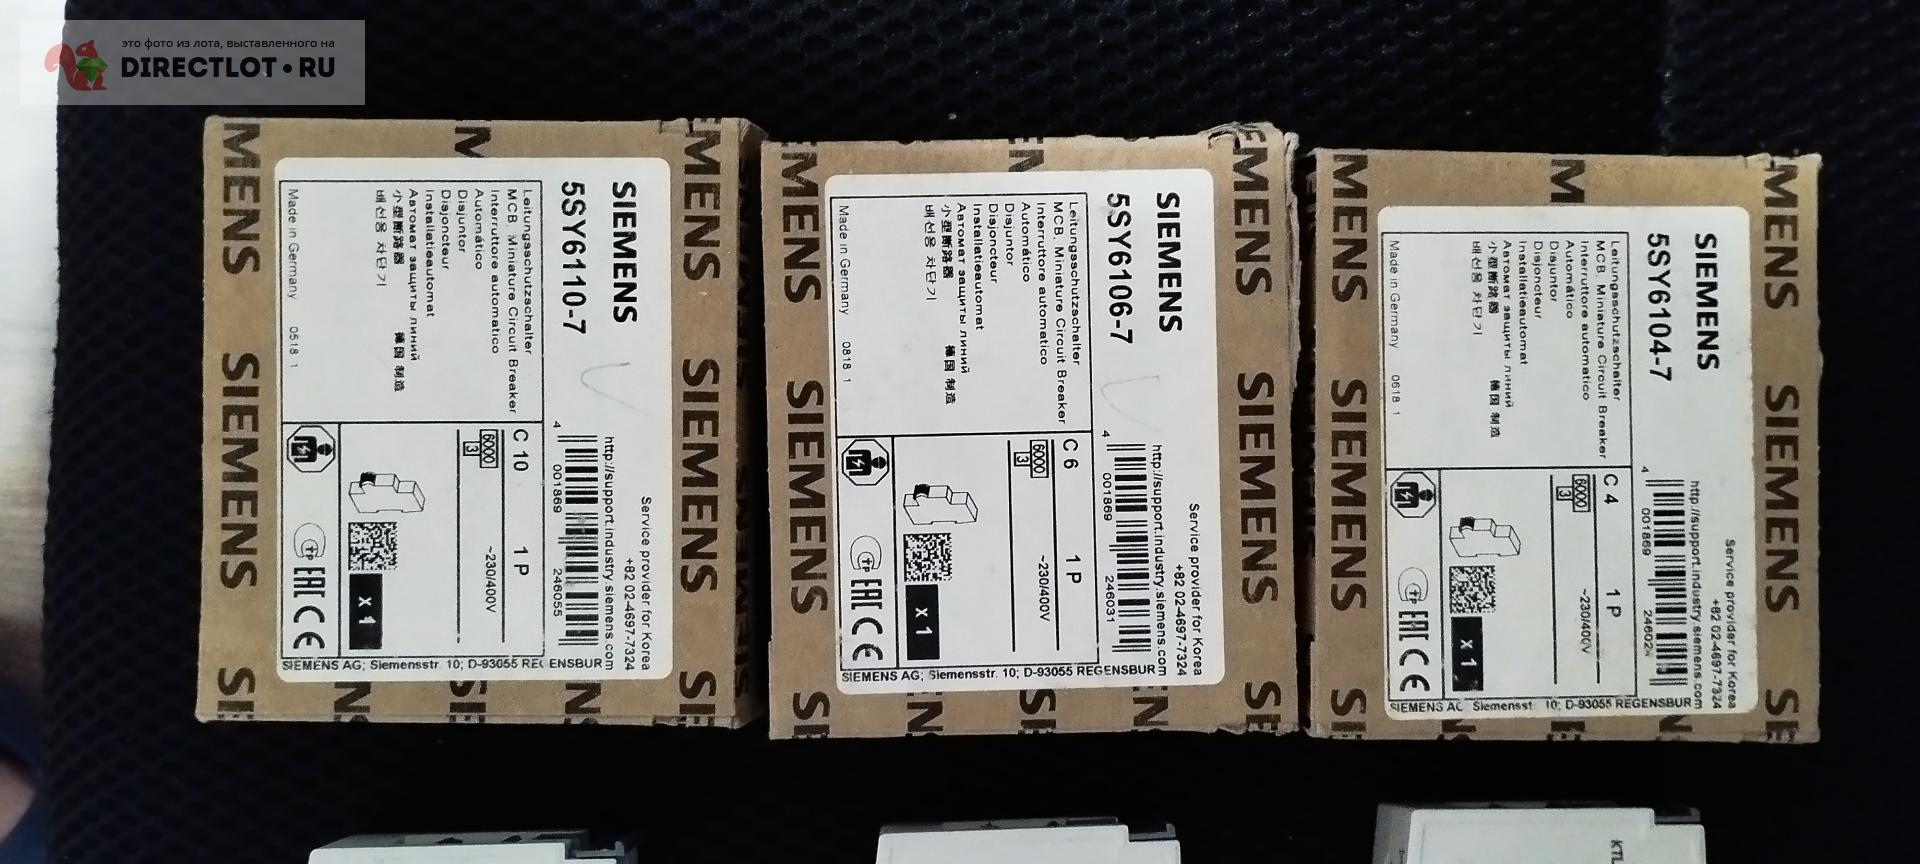 это фото из лота, выставленного на
DIRECTLOT•RU
SIEMENS
5SY6110-7
Leitungsschutzschalter
MCB, Miniature Circuit Breaker
Interruttore automatico
Automático
Disjuntor
Disjoncteur
Installatieautomat
Автомат защиты линий
小型断路器 德国 制造
배선용 차단기
Made in Germany 0518 1
http://support.industry.siemens.com
Service provider for Korea
+82 02-4697-7324
4 001869 246055
C 10 1 P
6000
3
~230/400V
x 1
EAC CE
SIEMENS AG; Siemensstr. 10; D-93055 REGENSBUR
SIEMENS
5SY6106-7
Leitungsschutzschalter
MCB, Miniature Circuit Breaker
Interruttore automatico
Automático
Disjuntor
Disjoncteur
Installatieautomat
Автомат защиты линий
小型断路器 德国 制造
배선용 차단기
Made in Germany 0818 1
http://support.industry.siemens.com
Service provider for Korea
+82 02-4697-7324
4 001869 246031
C 6 1 P
6000
3
~230/400V
x 1
EAC CE
SIEMENS AG; Siemensstr. 10; D-93055 REGENSBUR
SIEMENS
5SY6104-7
Leitungsschutzschalter
MCB, Miniature Circuit Breaker
Interruttore automatico
Automático
Disjuntor
Disjoncteur
Installatieautomat
Автомат защиты линий
小型断路器 德国 制造
배선용 차단기
Made in Germany 0618 1
http://support.industry.siemens.com
Service provider for Korea
+82 02-4697-7324
4 001869
C 4 1 P
6000
3
~230/400V
x 1
EAC CE
SIEMENS AG Siemensst 10; D-93055 REGENSBUR
SIEMENS
SIEMENS
SIEMENS
SIEMENS
SIEMENS
SIEMENS
KTL